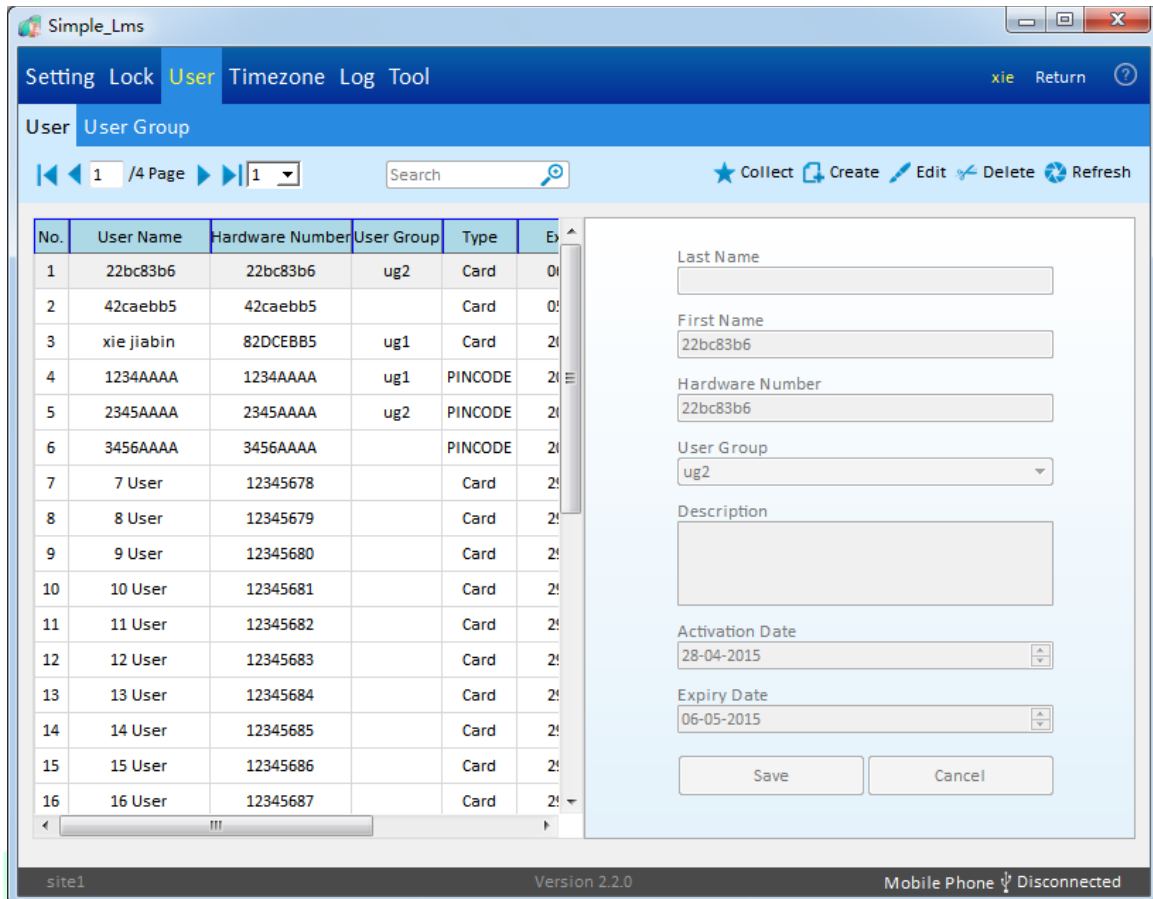 Simple_Lms
Setting Lock User Timezone Log Tool xie Return ?
User User Group
1 /4 Page 1 Search Collect Create Edit Delete Refresh
No. User Name Hardware Number User Group Type
1 22bc83b6 22bc83b6 ug2 Card
2 42caebb5 42caebb5 Card
3 xie jiabin 82DCEBB5 ug1 Card
4 1234AAAA 1234AAAA ug1 PINCODE
5 2345AAAA 2345AAAA ug2 PINCODE
6 3456AAAA 3456AAAA PINCODE
7 7 User 12345678 Card
8 8 User 12345679 Card
9 9 User 12345680 Card
10 10 User 12345681 Card
11 11 User 12345682 Card
12 12 User 12345683 Card
13 13 User 12345684 Card
14 14 User 12345685 Card
15 15 User 12345686 Card
16 16 User 12345687 Card
Last Name
First Name
22bc83b6
Hardware Number
22bc83b6
User Group
ug2
Description
Activation Date
28-04-2015
Expiry Date
06-05-2015
Save Cancel
site1 Version 2.2.0 Mobile Phone Disconnected